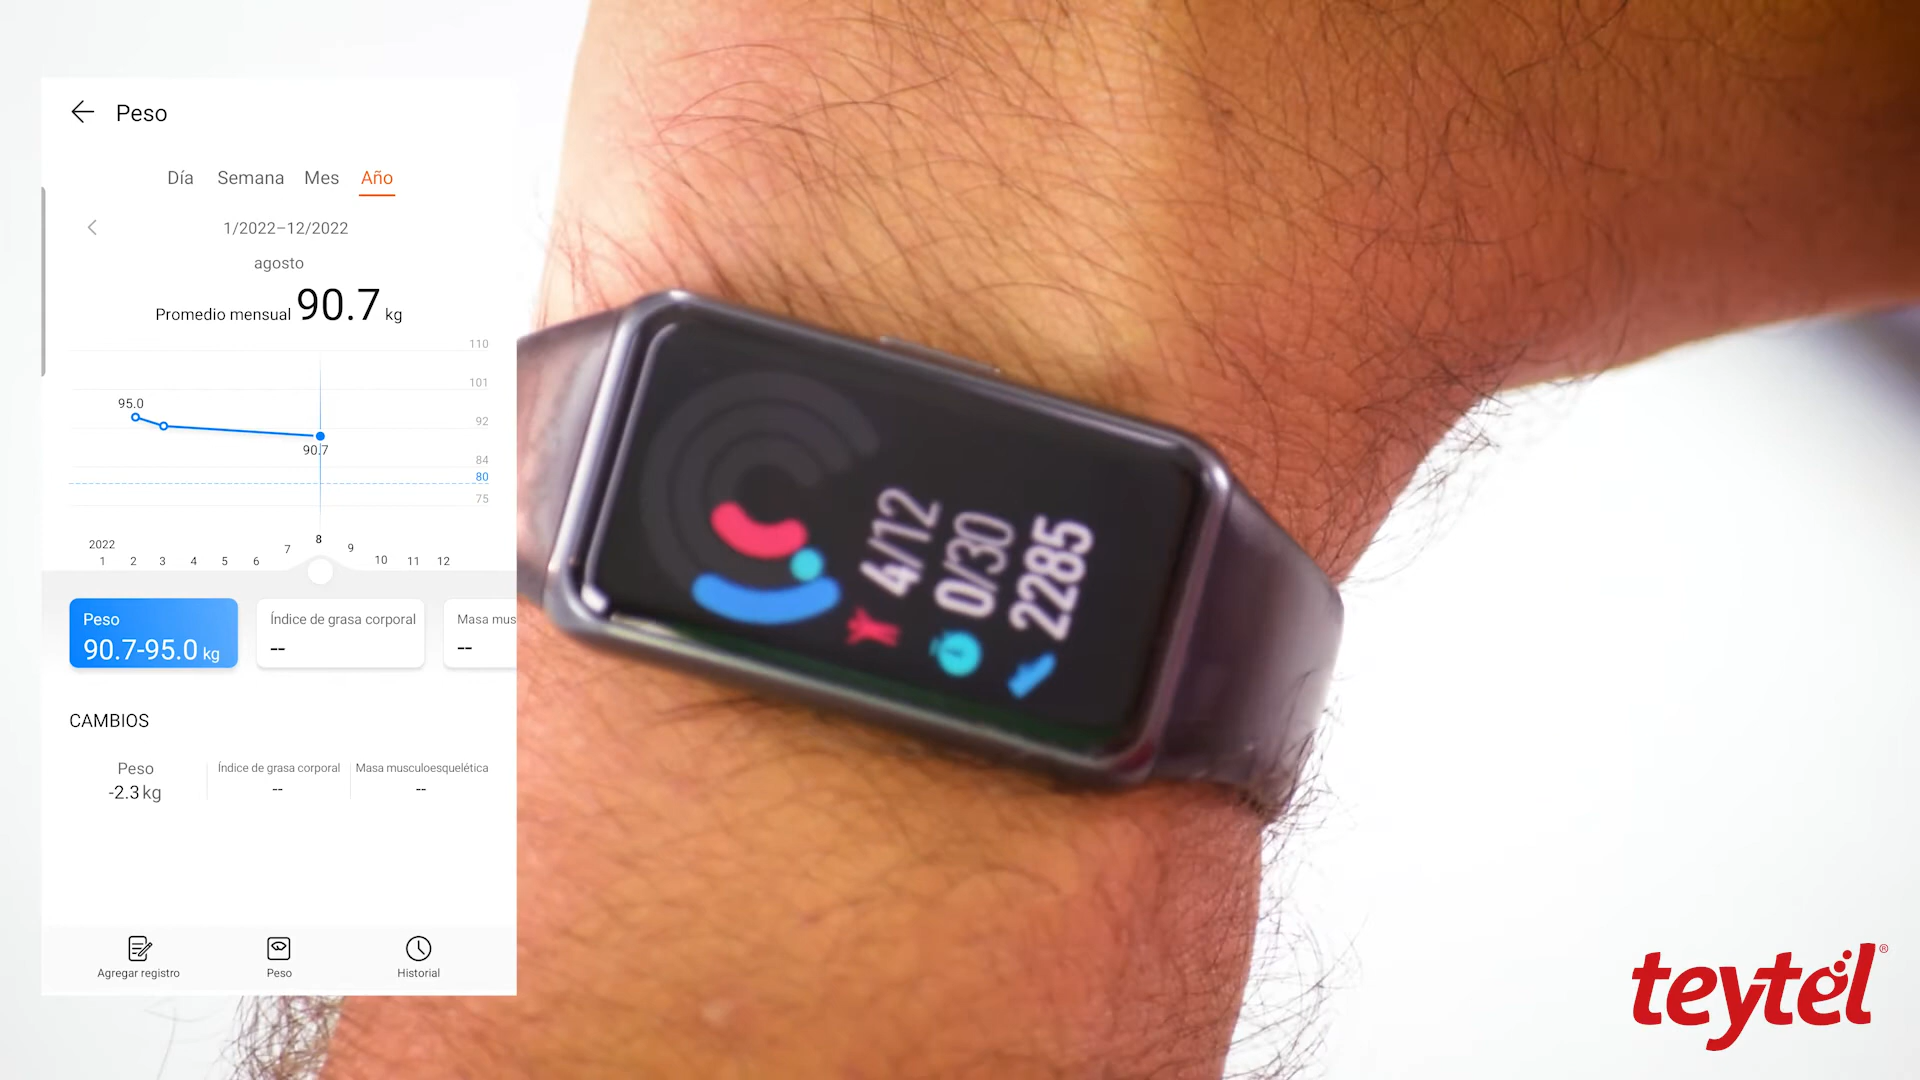 Peso
Día Semana Mes Año
1/2022–12/2022
agosto
Promedio mensual 90.7 kg
110
101
95.0
92
90.7
84
80
75
2022
1 2 3 4 5 6 7 8 9 10 11 12
Peso
90.7-95.0 kg
Índice de grasa corporal
--
Masa mus
--
CAMBIOS
Peso
-2.3 kg
Índice de grasa corporal
--
Masa musculoesquelética
--
Agregar registro
Peso
Historial
4/12
0/30
2285
teytel®